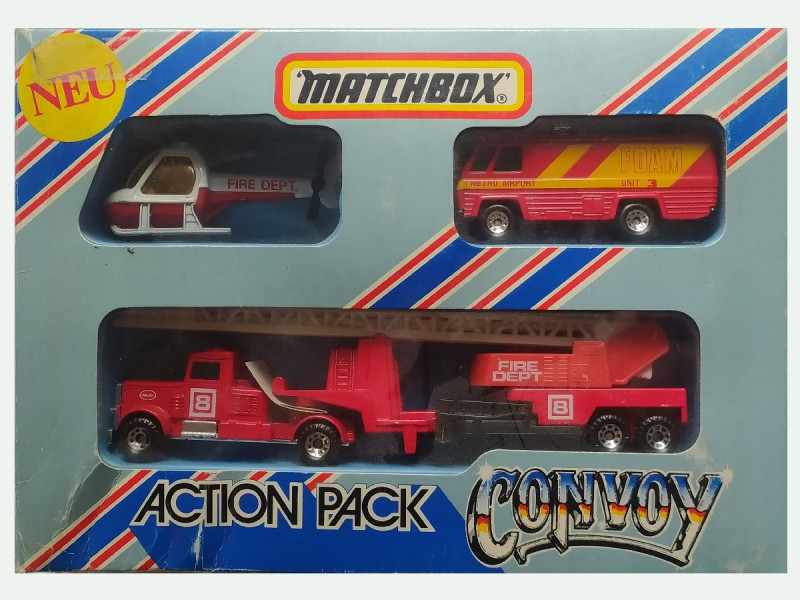 NEU
'MATCHBOX'®
FIRE DEPT.
FOAM
METRO AIRPORT UNIT 3
FIRE
DEPT
8
8
ACTION PACK
CONVOY